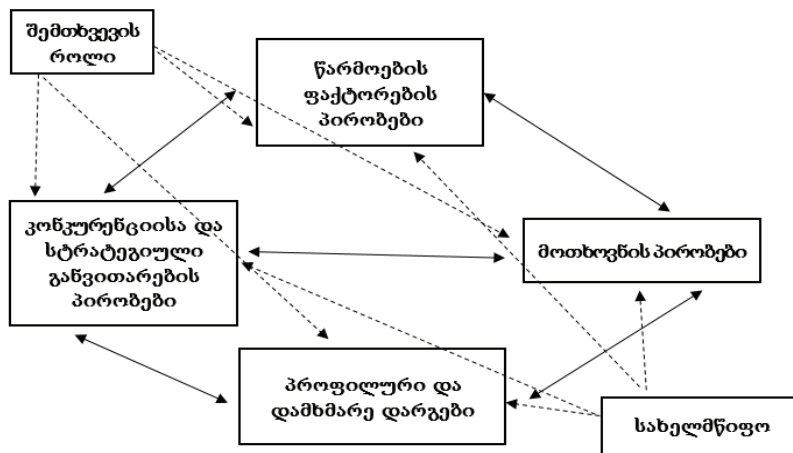 შემთხვევის
როლი
წარმოების
ფაქტორების
პირობები
კონკურენციისა და
სტრატეგიული
განვითარების
პირობები
მოთხოვნის პირობები
პროფილური და
დამხმარე დარგები
სახელმწიფო